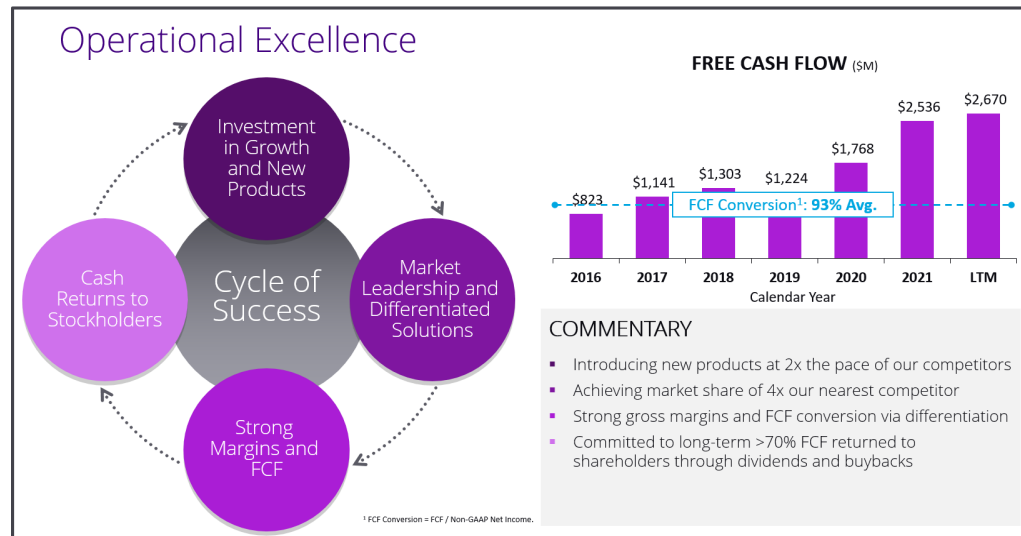 Operational Excellence
Investment
in Growth
and New
Products
Cycle of
Success
Cash
Returns to
Stockholders
Market
Leadership and
Differentiated
Solutions
Strong
Margins and
FCF
¹ FCF Conversion = FCF / Non-GAAP Net Income.
FREE CASH FLOW ($M)
$823
$1,141
$1,303
$1,224
$1,768
$2,536
$2,670
FCF Conversion¹: 93% Avg.
2016 2017 2018 2019 2020 2021 LTM
Calendar Year
COMMENTARY
▪ Introducing new products at 2x the pace of our competitors
▪ Achieving market share of 4x our nearest competitor
▪ Strong gross margins and FCF conversion via differentiation
▪ Committed to long-term >70% FCF returned to
shareholders through dividends and buybacks